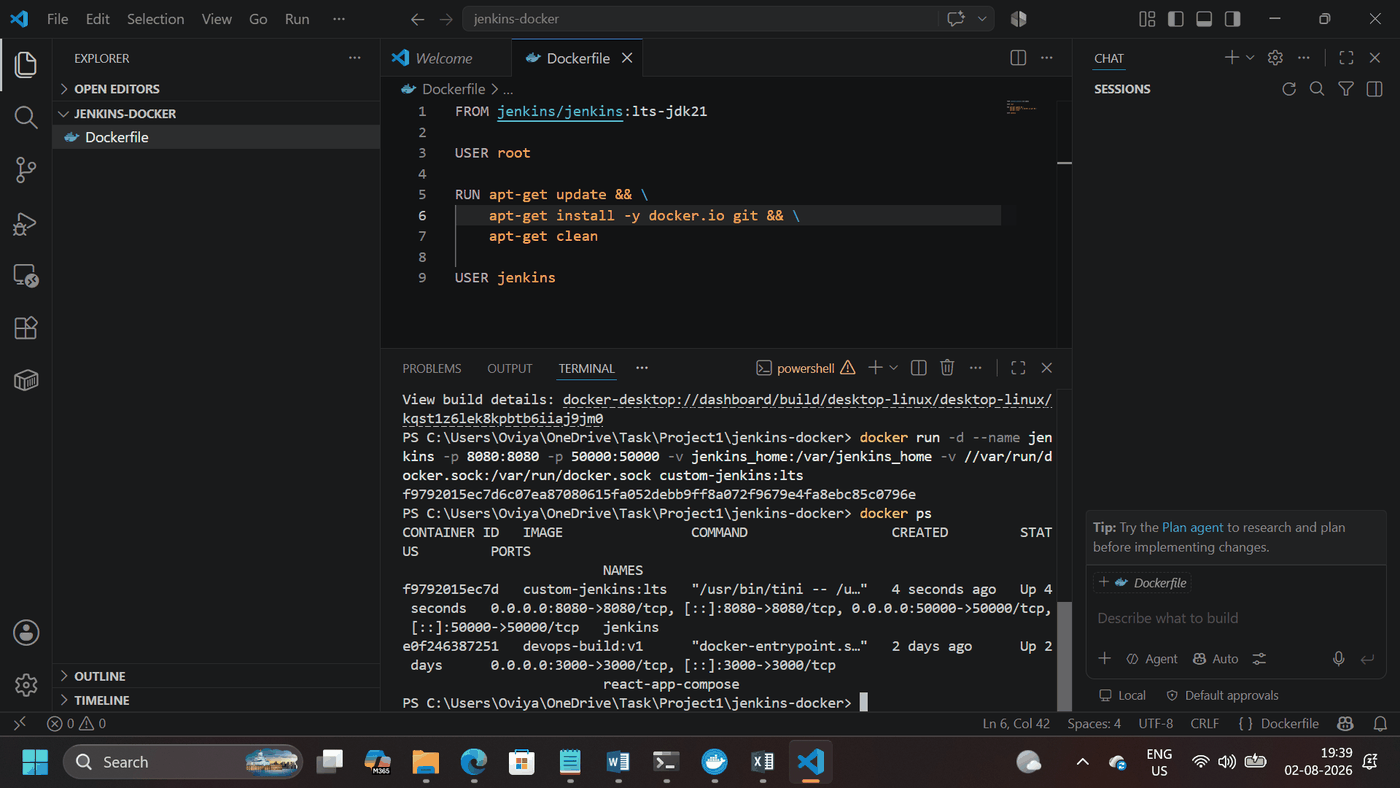 File Edit Selection View Go Run ··· jenkins-docker
EXPLORER ···
OPEN EDITORS
JENKINS-DOCKER
Dockerfile
OUTLINE
TIMELINE
Welcome Dockerfile
Dockerfile > ...
1 FROM jenkins/jenkins:lts-jdk21
2
3 USER root
4
5 RUN apt-get update && \
6 apt-get install -y docker.io git && \
7 apt-get clean
8
9 USER jenkins
PROBLEMS OUTPUT TERMINAL ··· powershell
View build details: docker-desktop://dashboard/build/desktop-linux/desktop-linux/
kqst1z6lek8kpbtb6iiaj9jm0
PS C:\Users\Oviya\OneDrive\Task\Project1\jenkins-docker> docker run -d --name jen
kins -p 8080:8080 -p 50000:50000 -v jenkins_home:/var/jenkins_home -v //var/run/d
ocker.sock:/var/run/docker.sock custom-jenkins:lts
f9792015ec7d6c07ea87080615fa052debb9ff8a072f9679e4fa8ebc85c0796e
PS C:\Users\Oviya\OneDrive\Task\Project1\jenkins-docker> docker ps
CONTAINER ID IMAGE COMMAND CREATED STAT
US PORTS
NAMES
f9792015ec7d custom-jenkins:lts "/usr/bin/tini -- /u…" 4 seconds ago Up 4
seconds 0.0.0.0:8080->8080/tcp, [::]:8080->8080/tcp, 0.0.0.0:50000->50000/tcp,
[::]:50000->50000/tcp jenkins
e0f246387251 devops-build:v1 "docker-entrypoint.s…" 2 days ago Up 2
days 0.0.0.0:3000->3000/tcp, [::]:3000->3000/tcp
react-app-compose
PS C:\Users\Oviya\OneDrive\Task\Project1\jenkins-docker>
CHAT
SESSIONS
Tip: Try the Plan agent to research and plan
before implementing changes.
Dockerfile
Describe what to build
Agent Auto
Local Default approvals
0 0 Ln 6, Col 42 Spaces: 4 UTF-8 CRLF { } Dockerfile
Search M365 ENG 19:39
US 02-08-2026